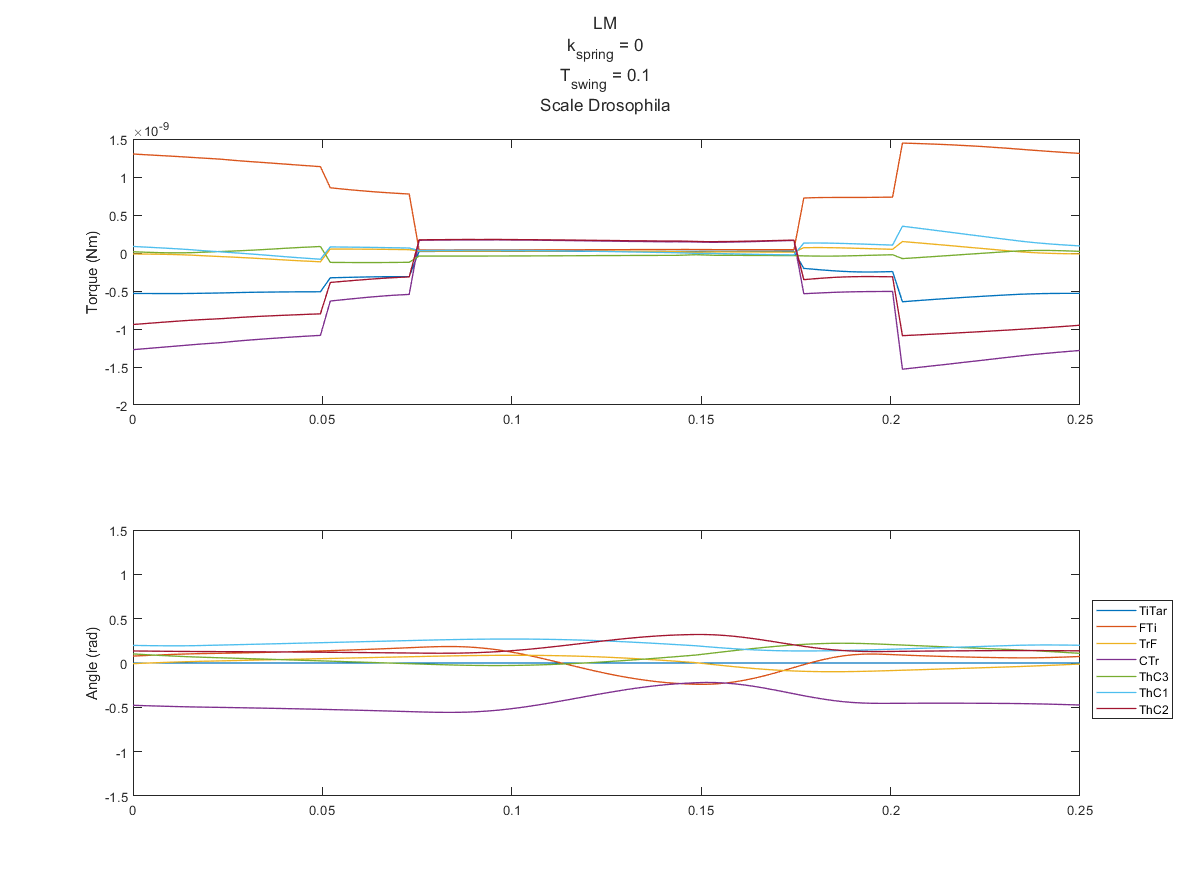 LM
k_spring = 0
T_swing = 0.1
Scale Drosophila
×10^-9
1.5
1
0.5
0
-0.5
-1
-1.5
-2
Torque (Nm)
0 0.05 0.1 0.15 0.2 0.25
1.5
1
0.5
0
-0.5
-1
-1.5
Angle (rad)
0 0.05 0.1 0.15 0.2 0.25
TiTar
FTi
TrF
CTr
ThC3
ThC1
ThC2